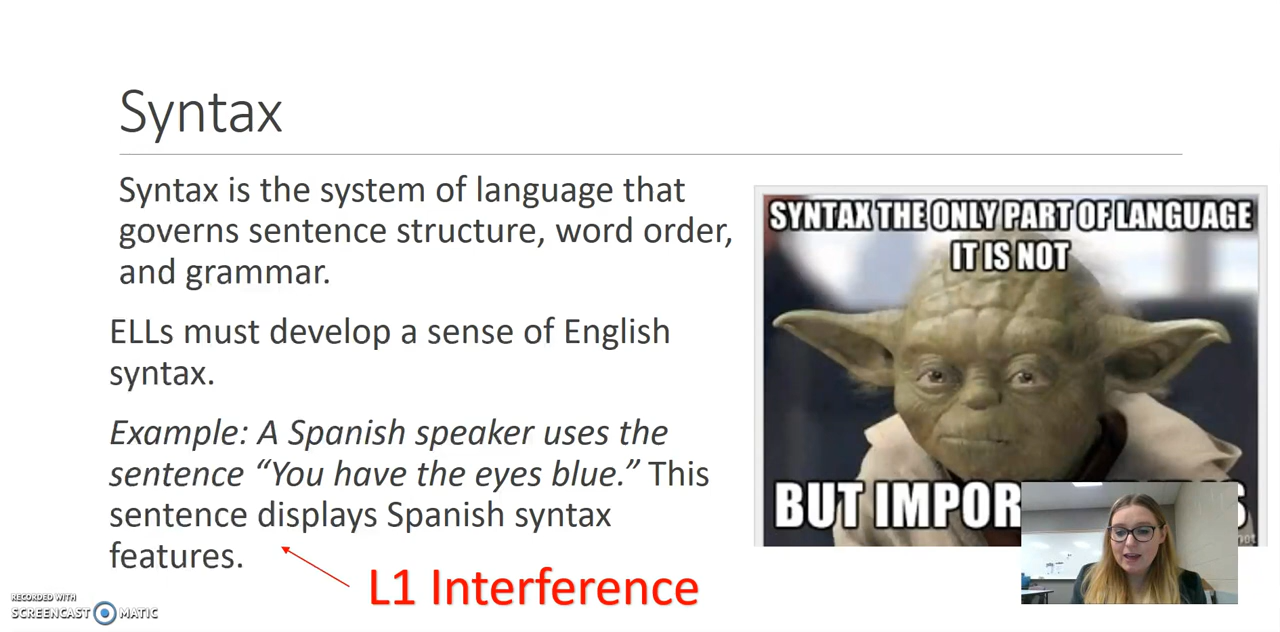 Syntax
Syntax is the system of language that
governs sentence structure, word order,
and grammar.
ELLs must develop a sense of English
syntax.
Example: A Spanish speaker uses the
sentence “You have the eyes blue.” This
sentence displays Spanish syntax
features.
L1 Interference
SYNTAX THE ONLY PART OF LANGUAGE
IT IS NOT
BUT
RECORDED WITH
SCREENCAST MATIC